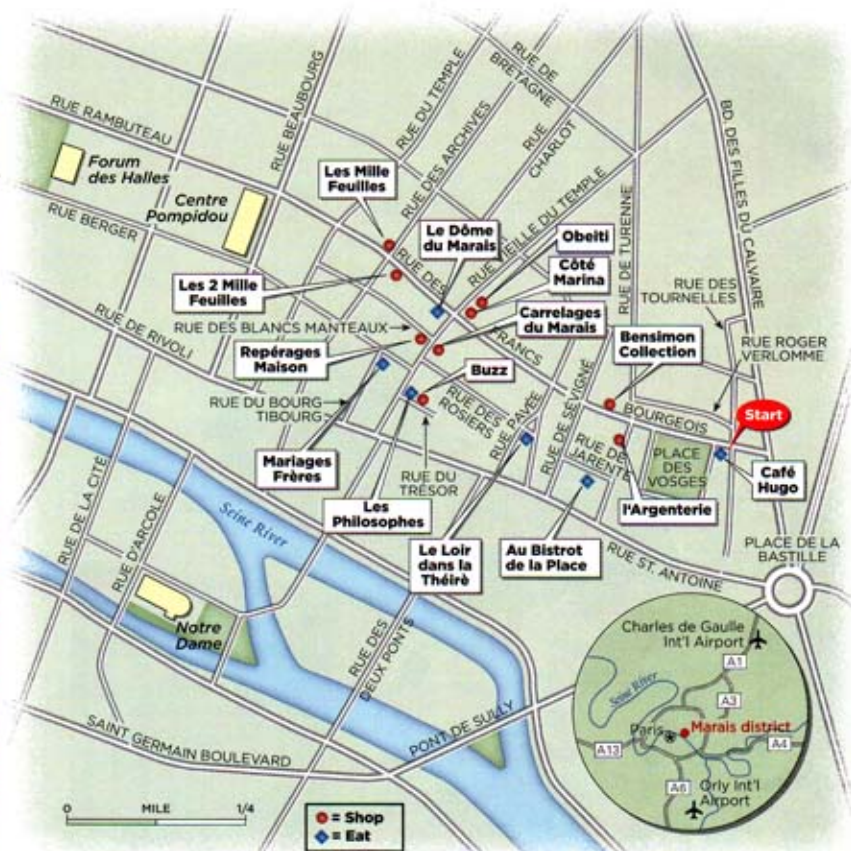 RUE RAMBUTEAU
Forum
des Halles
RUE BERGER
Centre
Pompidou
RUE BEAUBOURG
RUE DU TEMPLE
RUE DES ARCHIVES
RUE DE
BRETAGNE
RUE
CHARLOT
RUE VIEILLE DU TEMPLE
RUE DE TURENNE
BD. DES FILLES DU CALVAIRE
Les Mille
Feuilles
Le Dôme
du Marais
Obeiti
Côté
Marina
Les 2 Mille
Feuilles
RUE DES
FRANCS
BOURGEOIS
RUE DES BLANCS MANTEAUX
Carrelages
du Marais
Repérages
Maison
RUE DE RIVOLI
RUE DES
TOURNELLES
Bensimon
Collection
RUE ROGER
VERLOMME
Buzz
RUE DES
ROSIERS
RUE PAVÉE
RUE DE SEVIGNÉ
RUE DE
JARENTE
Start
PLACE
DES
VOSGES
Café
Hugo
RUE DU BOURG
TIBOURG
Mariages
Frères
RUE DU
TRÉSOR
Les
Philosophes
Le Loir
dans la
Théirè
Au Bistrot
de la Place
l'Argenterie
RUE ST. ANTOINE
PLACE DE LA
BASTILLE
RUE DE LA CITÉ
RUE D'ARCOLE
Seine River
Notre
Dame
RUE DES
DEUX PONTS
PONT DE SULLY
SAINT GERMAIN BOULEVARD
Charles de Gaulle
Int'l Airport
A1
A3
Seine River
Paris
Marais district
A13
A4
A6
Orly Int'l
Airport
0 MILE 1/4
= Shop
= Eat